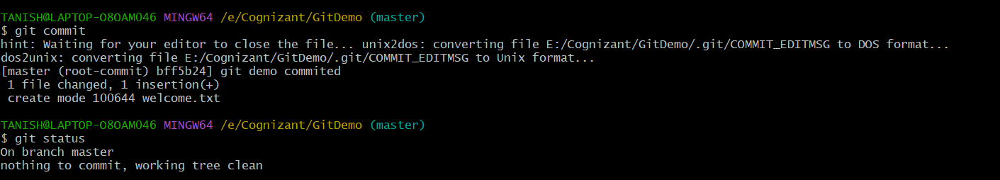 TANISH@LAPTOP-O8OAMO46 MINGW64 /e/Cognizant/GitDemo (master)
$ git commit
hint: Waiting for your editor to close the file... unix2dos: converting file E:/Cognizant/GitDemo/.git/COMMIT_EDITMSG to DOS format...
dos2unix: converting file E:/Cognizant/GitDemo/.git/COMMIT_EDITMSG to Unix format...
[master (root-commit) bff5b24] git demo commited
 1 file changed, 1 insertion(+)
 create mode 100644 welcome.txt
TANISH@LAPTOP-O8OAMO46 MINGW64 /e/Cognizant/GitDemo (master)
$ git status
On branch master
nothing to commit, working tree clean